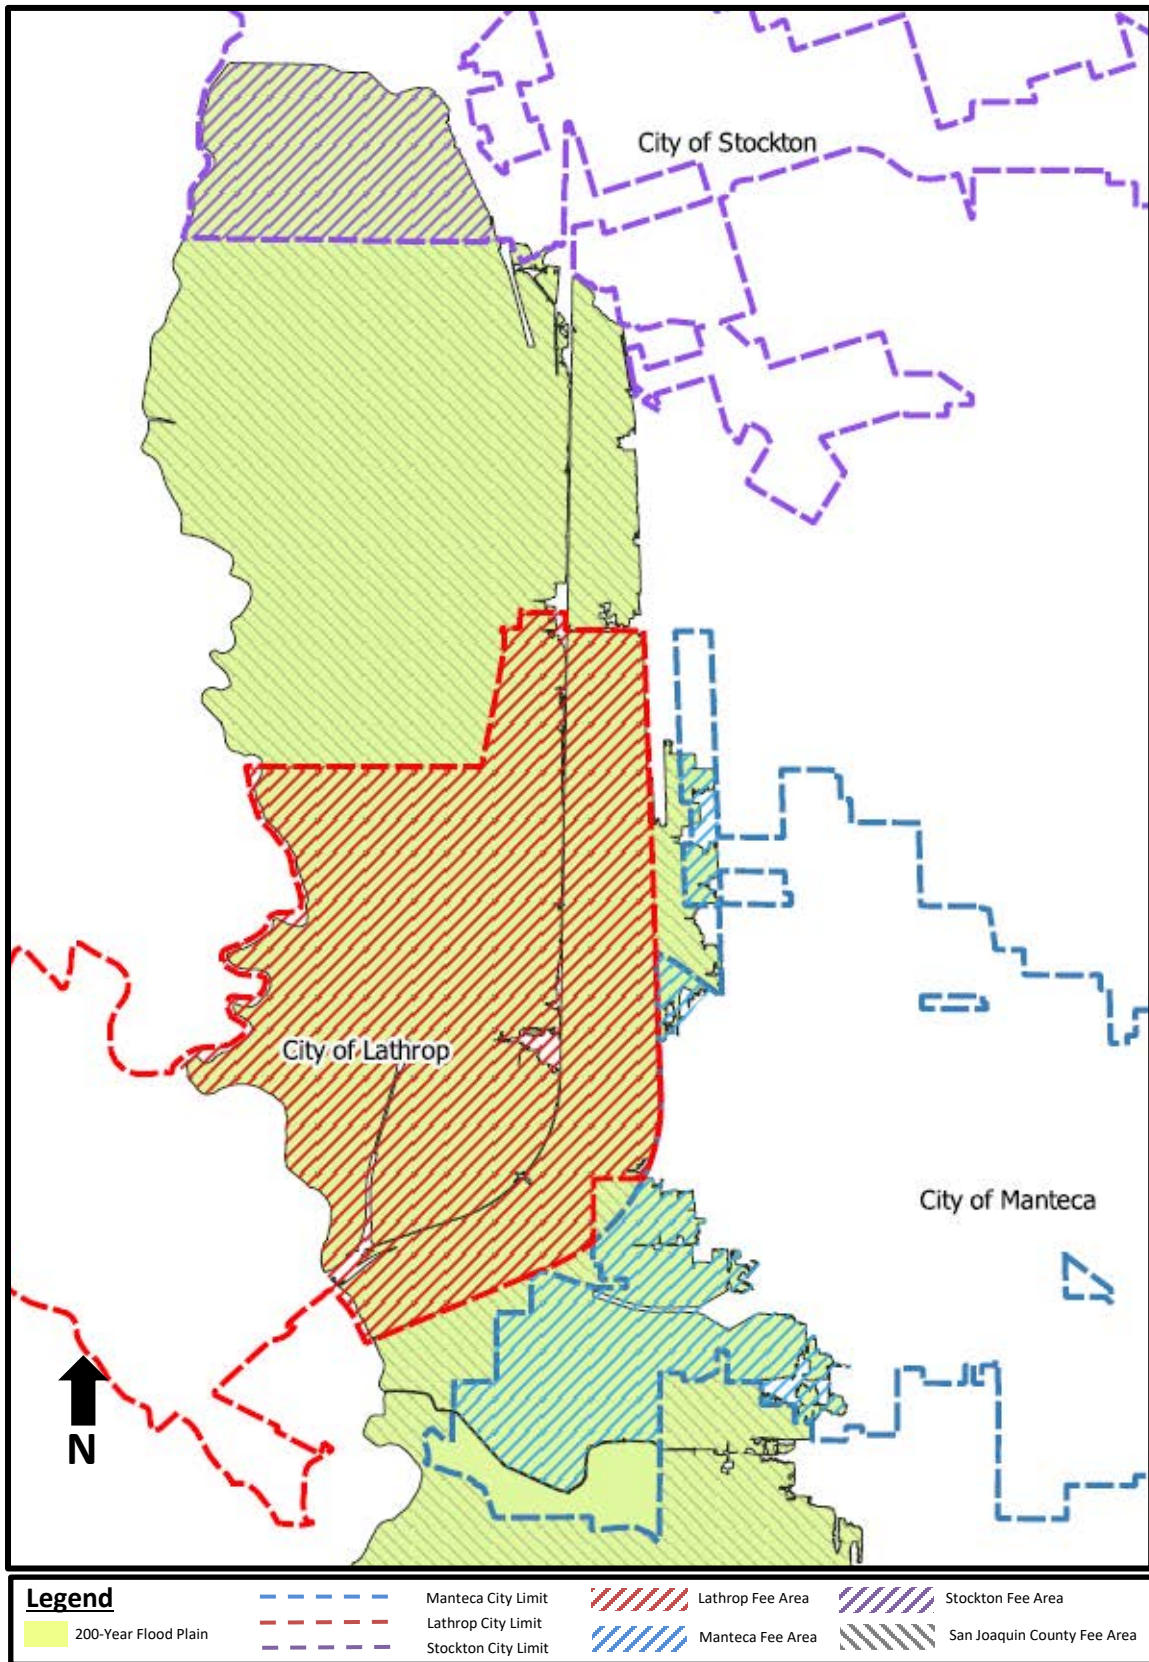 City of Stockton
City of Lathrop
City of Manteca
N
Legend
200-Year Flood Plain
Manteca City Limit
Lathrop City Limit
Stockton City Limit
Lathrop Fee Area
Manteca Fee Area
Stockton Fee Area
San Joaquin County Fee Area